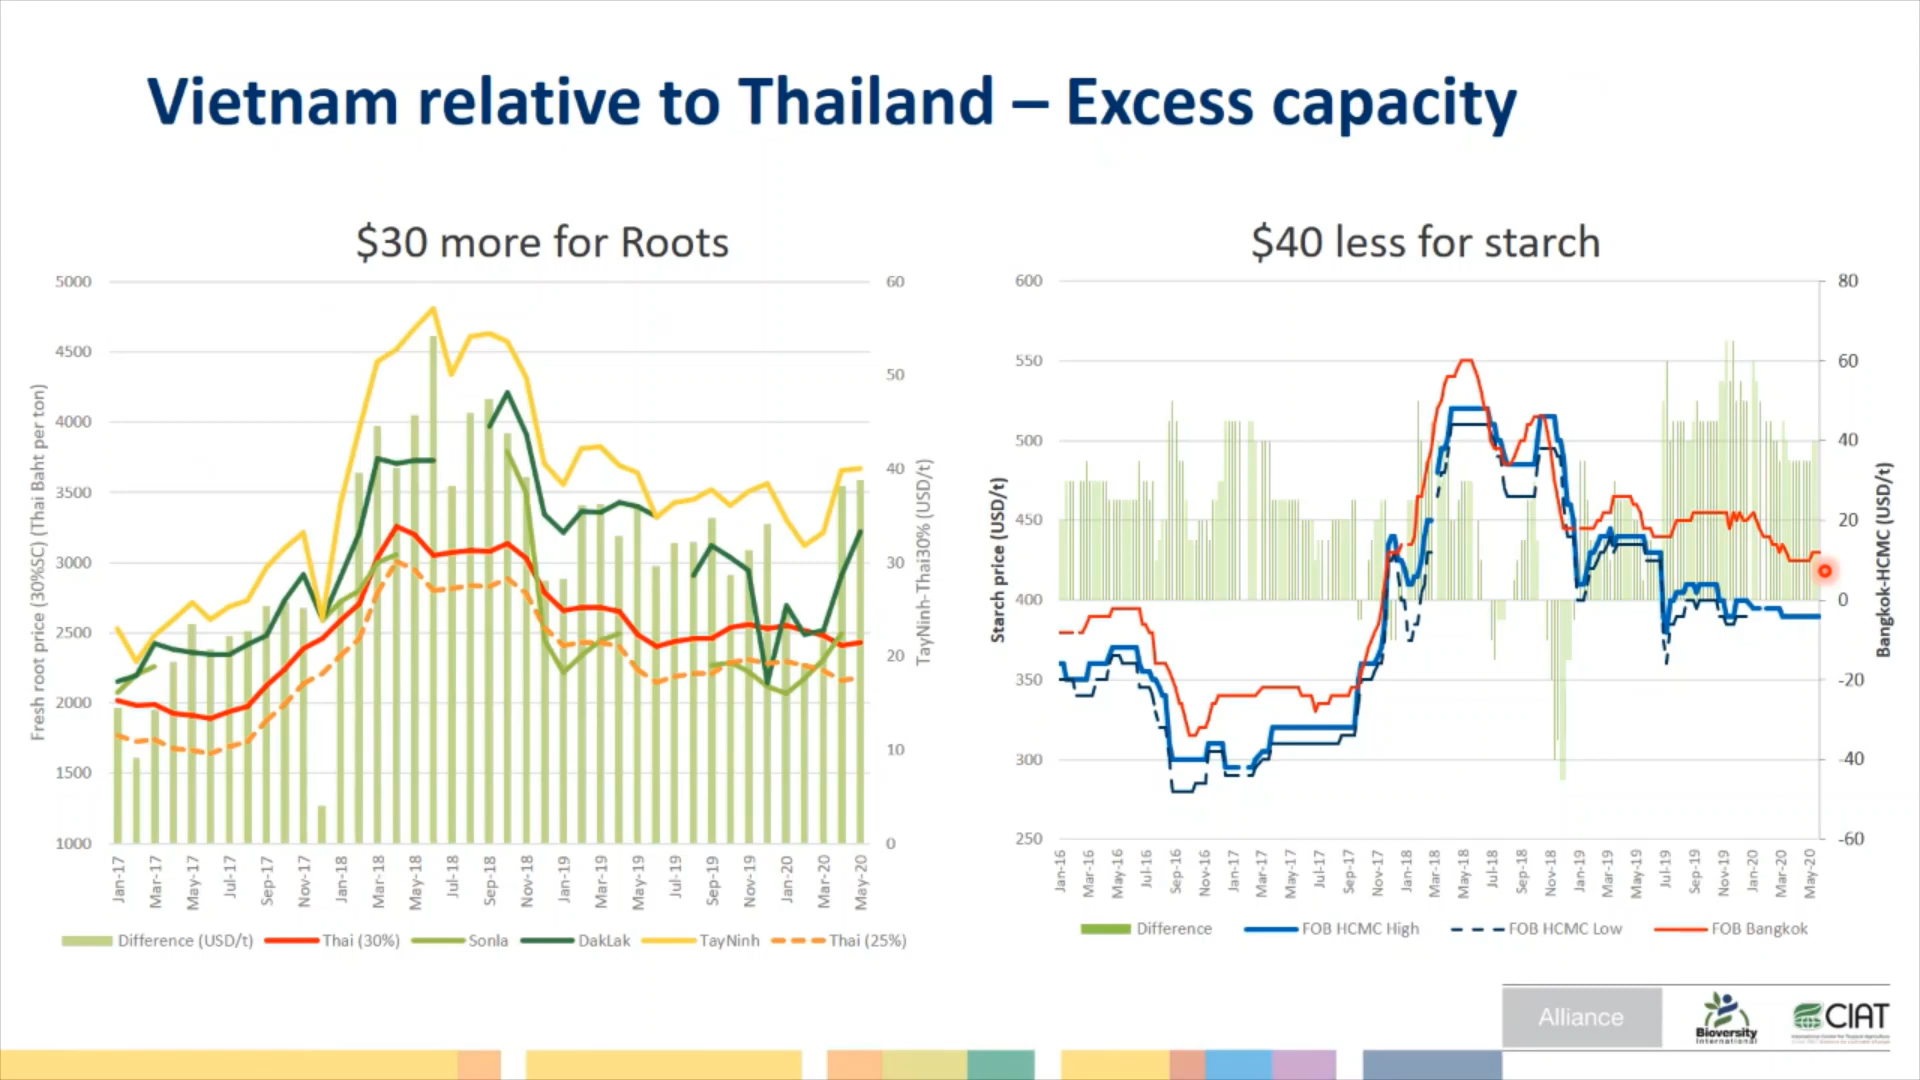 Vietnam relative to Thailand – Excess capacity
$30 more for Roots
5000
4500
4000
3500
3000
2500
2000
1500
1000
Fresh root price (30%SC) (Thai Baht per ton)
60
50
40
30
20
10
0
TayNinh-Thai30% (USD/t)
Jan-17
Mar-17
May-17
Jul-17
Sep-17
Nov-17
Jan-18
Mar-18
May-18
Jul-18
Sep-18
Nov-18
Jan-19
Mar-19
May-19
Jul-19
Sep-19
Nov-19
Jan-20
Mar-20
May-20
Difference (USD/t) Thai (30%) Sonla DakLak TayNinh Thai (25%)
$40 less for starch
600
550
500
450
400
350
300
250
Starch price (USD/t)
80
60
40
20
0
-20
-40
-60
Bangkok-HCMC (USD/t)
Jan-16
Mar-16
May-16
Jul-16
Sep-16
Nov-16
Jan-17
Mar-17
May-17
Jul-17
Sep-17
Nov-17
Jan-18
Mar-18
May-18
Jul-18
Sep-18
Nov-18
Jan-19
Mar-19
May-19
Jul-19
Sep-19
Nov-19
Jan-20
Mar-20
May-20
Difference FOB HCMC High FOB HCMC Low FOB Bangkok
Alliance
Bioversity
International
CIAT